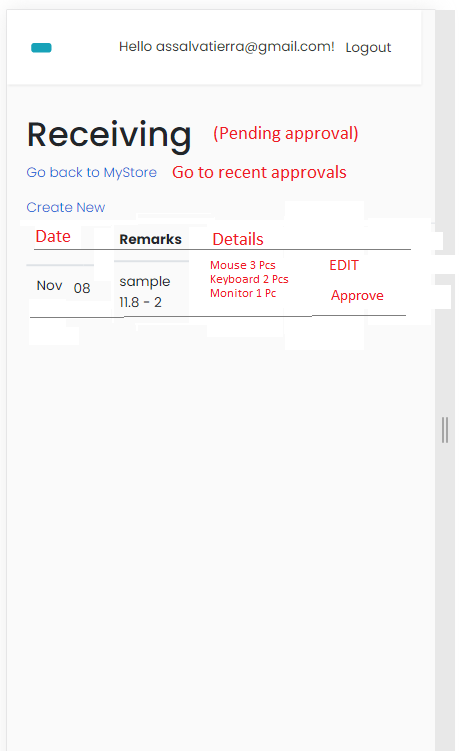 Hello assalvatierra@gmail.com! Logout
Receiving (Pending approval)
Go back to MyStore Go to recent approvals
Create New
Date Remarks Details
Nov 08 sample 11.8 - 2 Mouse 3 Pcs
Keyboard 2 Pcs
Monitor 1 Pc
EDIT
Approve